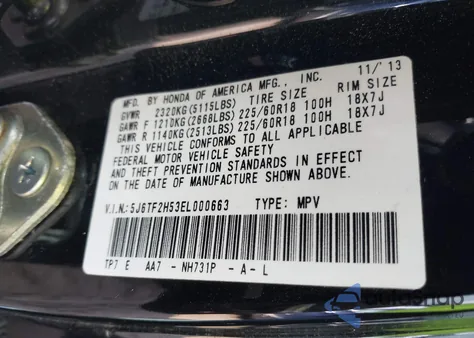 MFD. BY HONDA OF AMERICA MFG., INC. 11/'13
GVWR 2320KG(5115LBS) TIRE SIZE RIM SIZE
GAWR F 1210KG(2668LBS) 225/60R18 100H 18X7J
GAWR R 1140KG(2513LBS) 225/60R18 100H 18X7J
THIS VEHICLE CONFORMS TO ALL APPLICABLE
FEDERAL MOTOR VEHICLE SAFETY
AND THEFT PREVENTION STANDARDS IN EFFECT
ON THE DATE OF MANUFACTURE SHOWN ABOVE.
V.I.N:5J6TF2H53EL000663 TYPE: MPV
TP7 E AA7 - NH731P - A - L